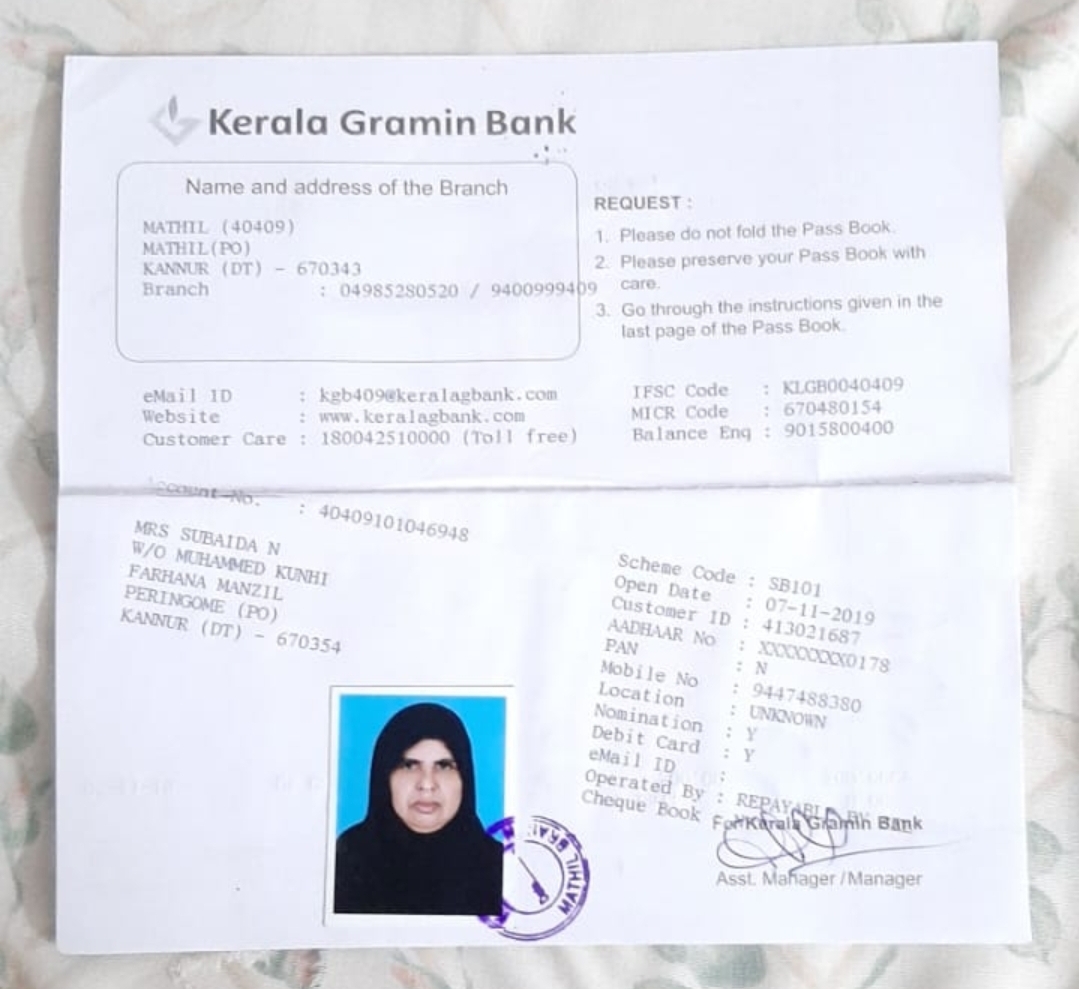 Kerala Gramin Bank
Name and address of the Branch
MATHIL (40409)
MATHIL(PO)
KANNUR (DT) - 670343
Branch : 04985280520 / 9400999409
REQUEST :
1. Please do not fold the Pass Book.
2. Please preserve your Pass Book with
care.
3. Go through the instructions given in the
last page of the Pass Book.
eMail ID : kgb409@keralagbank.com
Website : www.keralagbank.com
Customer Care : 180042510000 (Toll free)
IFSC Code : KLGB0040409
MICR Code : 670480154
Balance Enq : 9015800400
Account No. : 40409101046948
MRS SUBAIDA N
W/O MUHAMMED KUNHI
FARHANA MANZIL
PERINGOME (PO)
KANNUR (DT) - 670354
Scheme Code : SB101
Open Date : 07-11-2019
Customer ID : 413021687
AADHAAR No : XXXXXXXX0178
PAN : N
Mobile No : 9447488380
Location : UNKNOWN
Nomination : Y
Debit Card : Y
eMail ID :
Operated By : REPAYABL
Cheque Book
For Kerala Gramin Bank
Asst. Manager / Manager
MATHIL